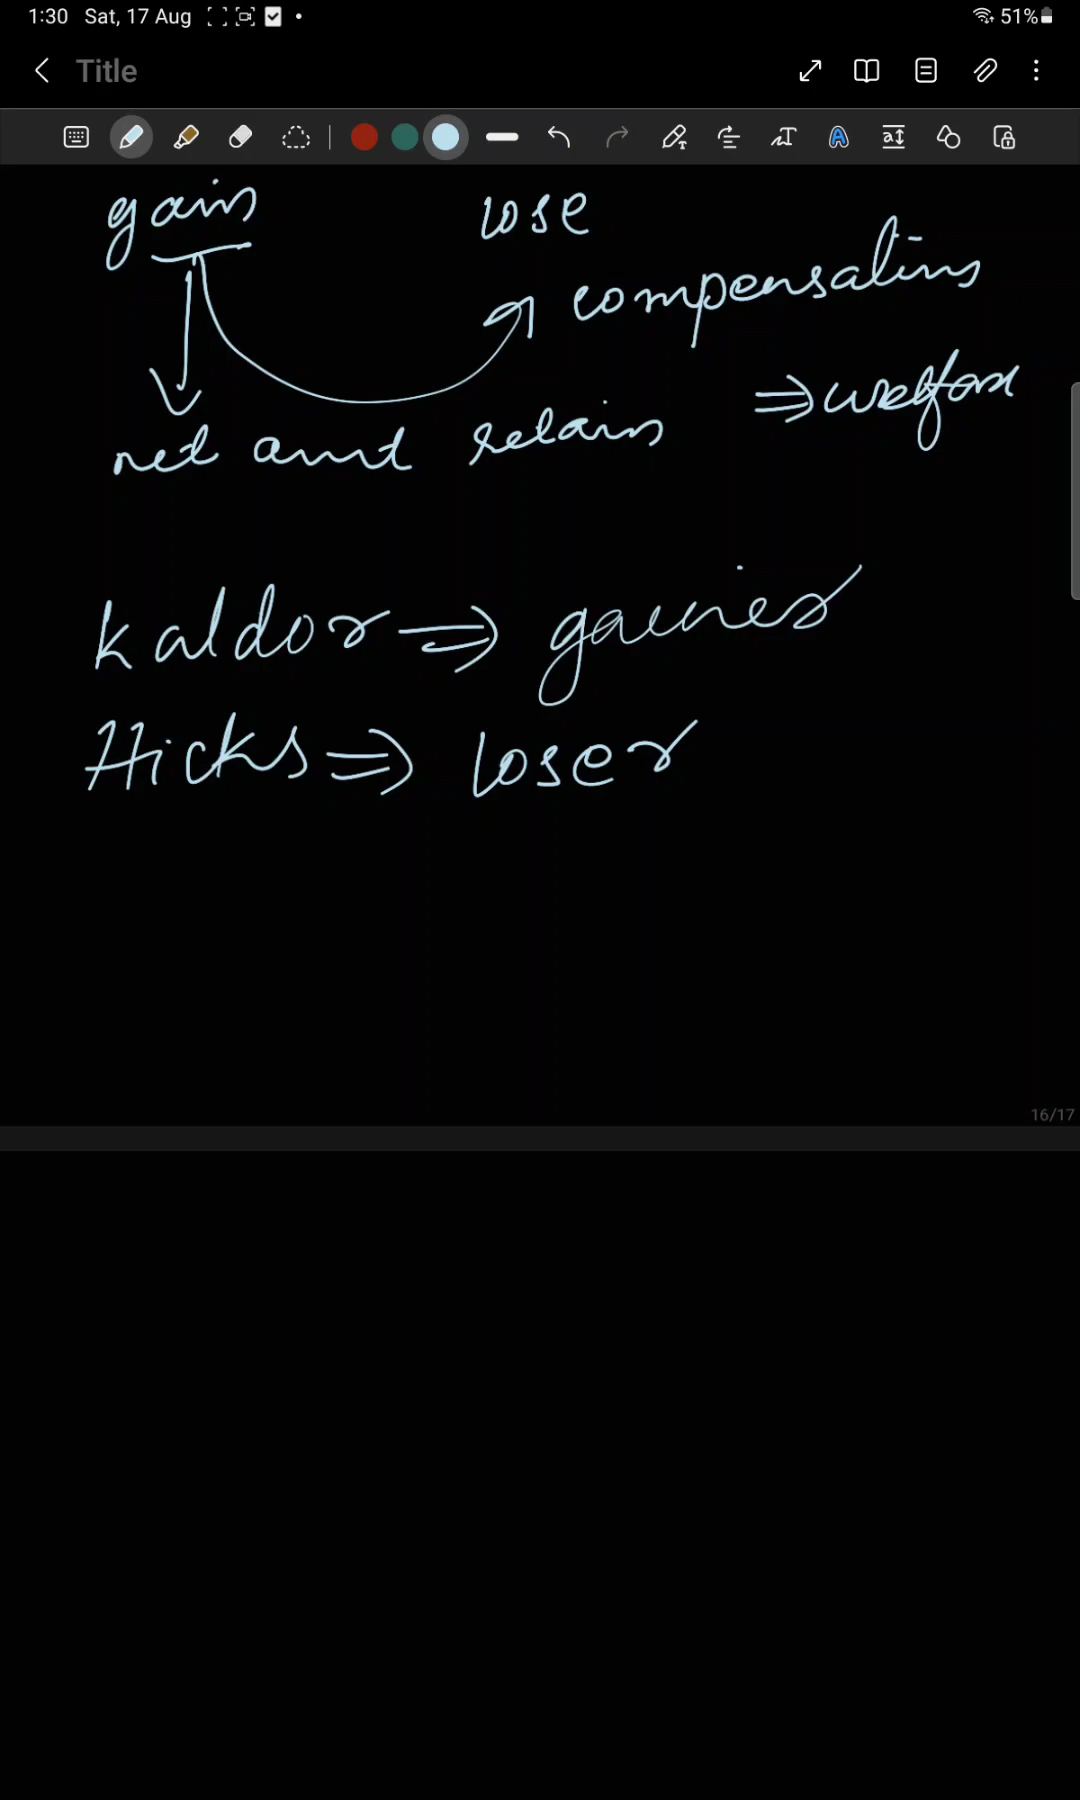 1:30 Sat, 17 Aug 51%
Title
gain lose
compensation
⇒ welfare
net amt retain
Kaldor ⇒ gainer
Hicks ⇒ loser
16/17